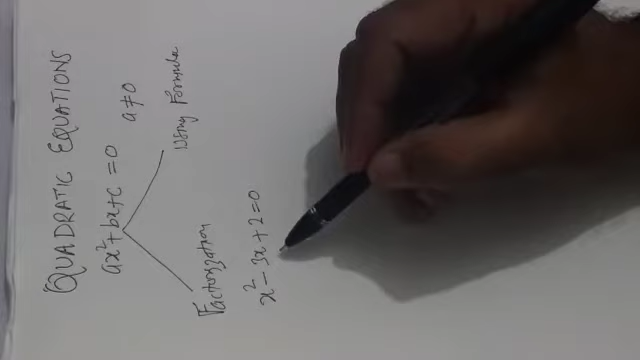 QUADRATIC EQUATIONS
ax²+bx+c=0 a≠0
Factorization Using Formula
x²-3x+2=0